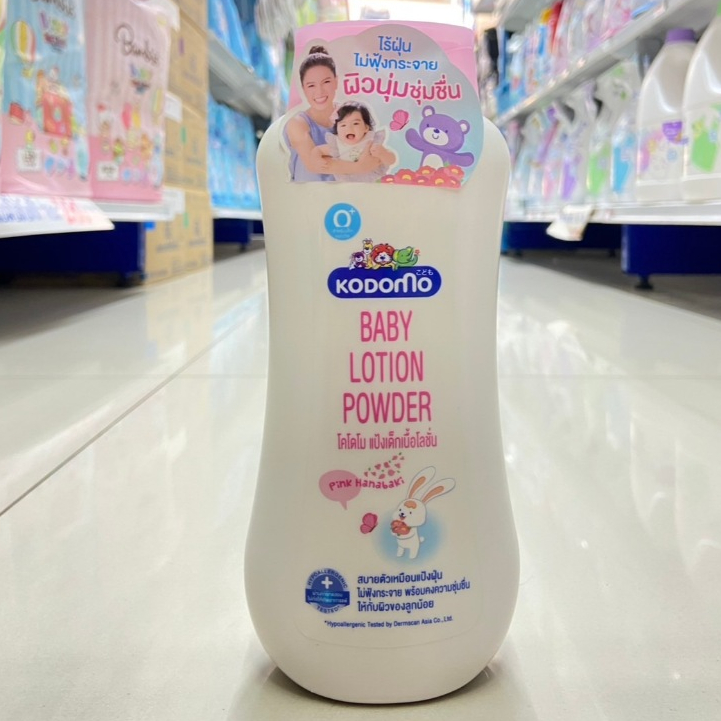 ไร้ฝุ่น
ไม่ฟุ้งกระจาย
ผิวนุ่มชุ่มชื่น
0+
こども
KODOMO
BABY
LOTION
POWDER
โคโดโม แป้งเด็กเนื้อโลชั่น
Pink Hanabaki
HYPOALLERGENIC
TESTED
สบายตัวเหมือนแป้งฝุ่น
ไม่ฟุ้งกระจาย พร้อมคงความชุ่มชื่น
ให้กับผิวของลูกน้อย
*Hypoallergenic Tested by Dermscan Asia Co., Ltd.